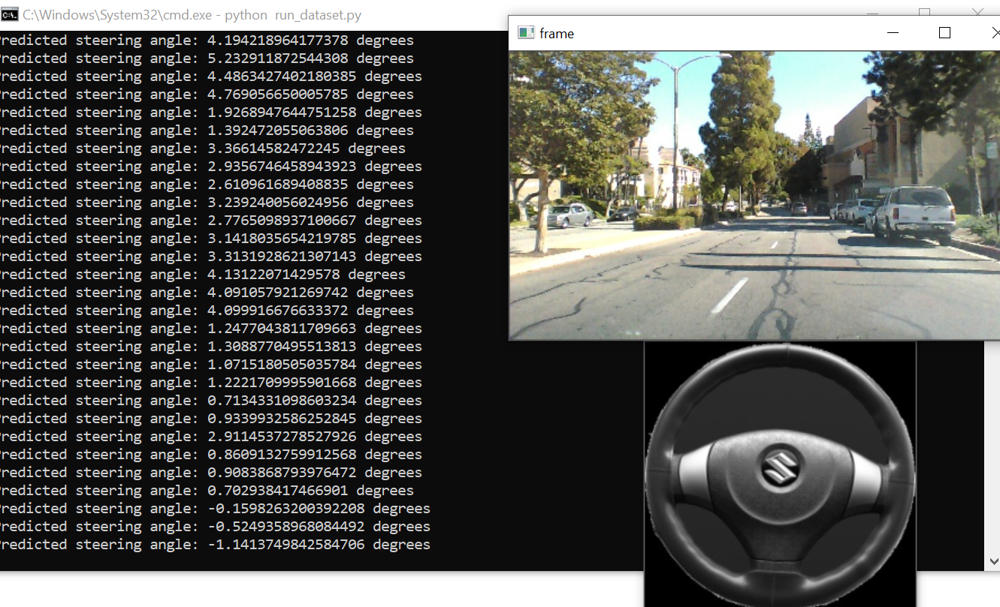 C:\Windows\System32\cmd.exe - python  run_dataset.py
redicted steering angle: 4.194218964177378 degrees
redicted steering angle: 5.232911872544308 degrees
redicted steering angle: 4.4863427402180385 degrees
redicted steering angle: 4.769056650005785 degrees
redicted steering angle: 1.9268947644751258 degrees
redicted steering angle: 1.392472055063806 degrees
redicted steering angle: 3.36614582472245 degrees
redicted steering angle: 2.9356746458943923 degrees
redicted steering angle: 2.610961689408835 degrees
redicted steering angle: 3.239240056024956 degrees
redicted steering angle: 2.7765098937100667 degrees
redicted steering angle: 3.1418035654219785 degrees
redicted steering angle: 3.3131928621307143 degrees
redicted steering angle: 4.13122071429578 degrees
redicted steering angle: 4.091057921269742 degrees
redicted steering angle: 4.099916676633372 degrees
redicted steering angle: 1.2477043811709663 degrees
redicted steering angle: 1.3088770495513813 degrees
redicted steering angle: 1.0715180505035784 degrees
redicted steering angle: 1.2221709995901668 degrees
redicted steering angle: 0.7134331098603234 degrees
redicted steering angle: 0.9339932586252845 degrees
redicted steering angle: 2.9114537278527926 degrees
redicted steering angle: 0.8609132759912568 degrees
redicted steering angle: 0.9083868793976472 degrees
redicted steering angle: 0.702938417466901 degrees
redicted steering angle: -0.1598263200392208 degrees
redicted steering angle: -0.5249358968084492 degrees
redicted steering angle: -1.1413749842584706 degrees
frame